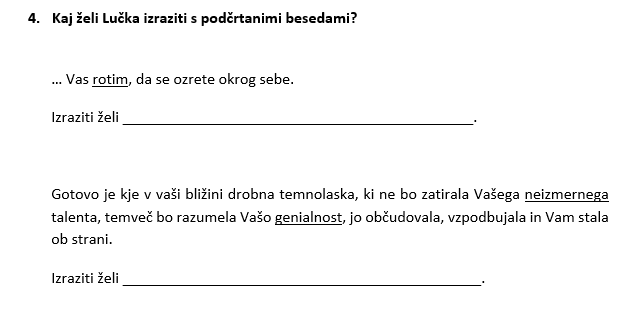 4. Kaj želi Lučka izraziti s podčrtanimi besedami?
… Vas rotim, da se ozrete okrog sebe.
Izraziti želi ______________________________________________.
Gotovo je kje v vaši bližini drobna temnolaska, ki ne bo zatirala Vašega neizmernega
talenta, temveč bo razumela Vašo genialnost, jo občudovala, vzpodbujala in Vam stala
ob strani.
Izraziti želi _______________________________________________.